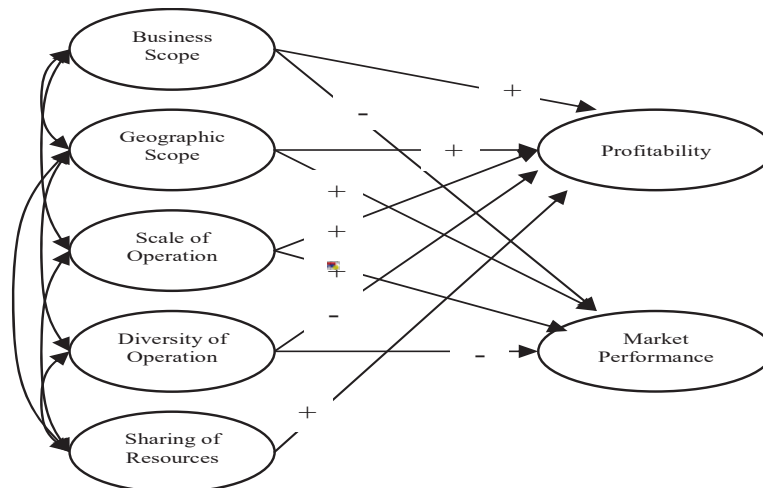 Business
Scope
+
-
Geographic
Scope
+
Profitability
+
Scale of
Operation
+
+
-
Diversity of
Operation
-
Market
Performance
+
Sharing of
Resources